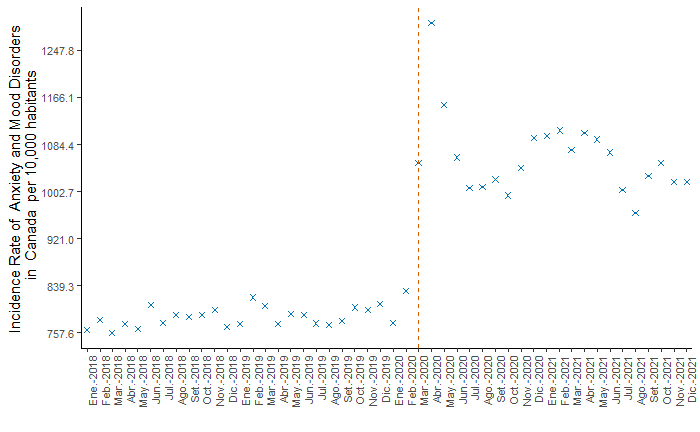 Incidence Rate of  Anxiety and Mood Disorders
in  Canada  per 10,000 habitants
1247.8
1166.1
1084.4
1002.7
921.0
839.3
757.6
Ene.-2018
Feb.-2018
Mar.-2018
Abr.-2018
May.-2018
Jun.-2018
Jul.-2018
Ago.-2018
Set.-2018
Oct.-2018
Nov.-2018
Dic.-2018
Ene.-2019
Feb.-2019
Mar.-2019
Abr.-2019
May.-2019
Jun.-2019
Jul.-2019
Ago.-2019
Set.-2019
Oct.-2019
Nov.-2019
Dic.-2019
Ene.-2020
Feb.-2020
Mar.-2020
Abr.-2020
May.-2020
Jun.-2020
Jul.-2020
Ago.-2020
Set.-2020
Oct.-2020
Nov.-2020
Dic.-2020
Ene.-2021
Feb.-2021
Mar.-2021
Abr.-2021
May.-2021
Jun.-2021
Jul.-2021
Ago.-2021
Set.-2021
Oct.-2021
Nov.-2021
Dic.-2021